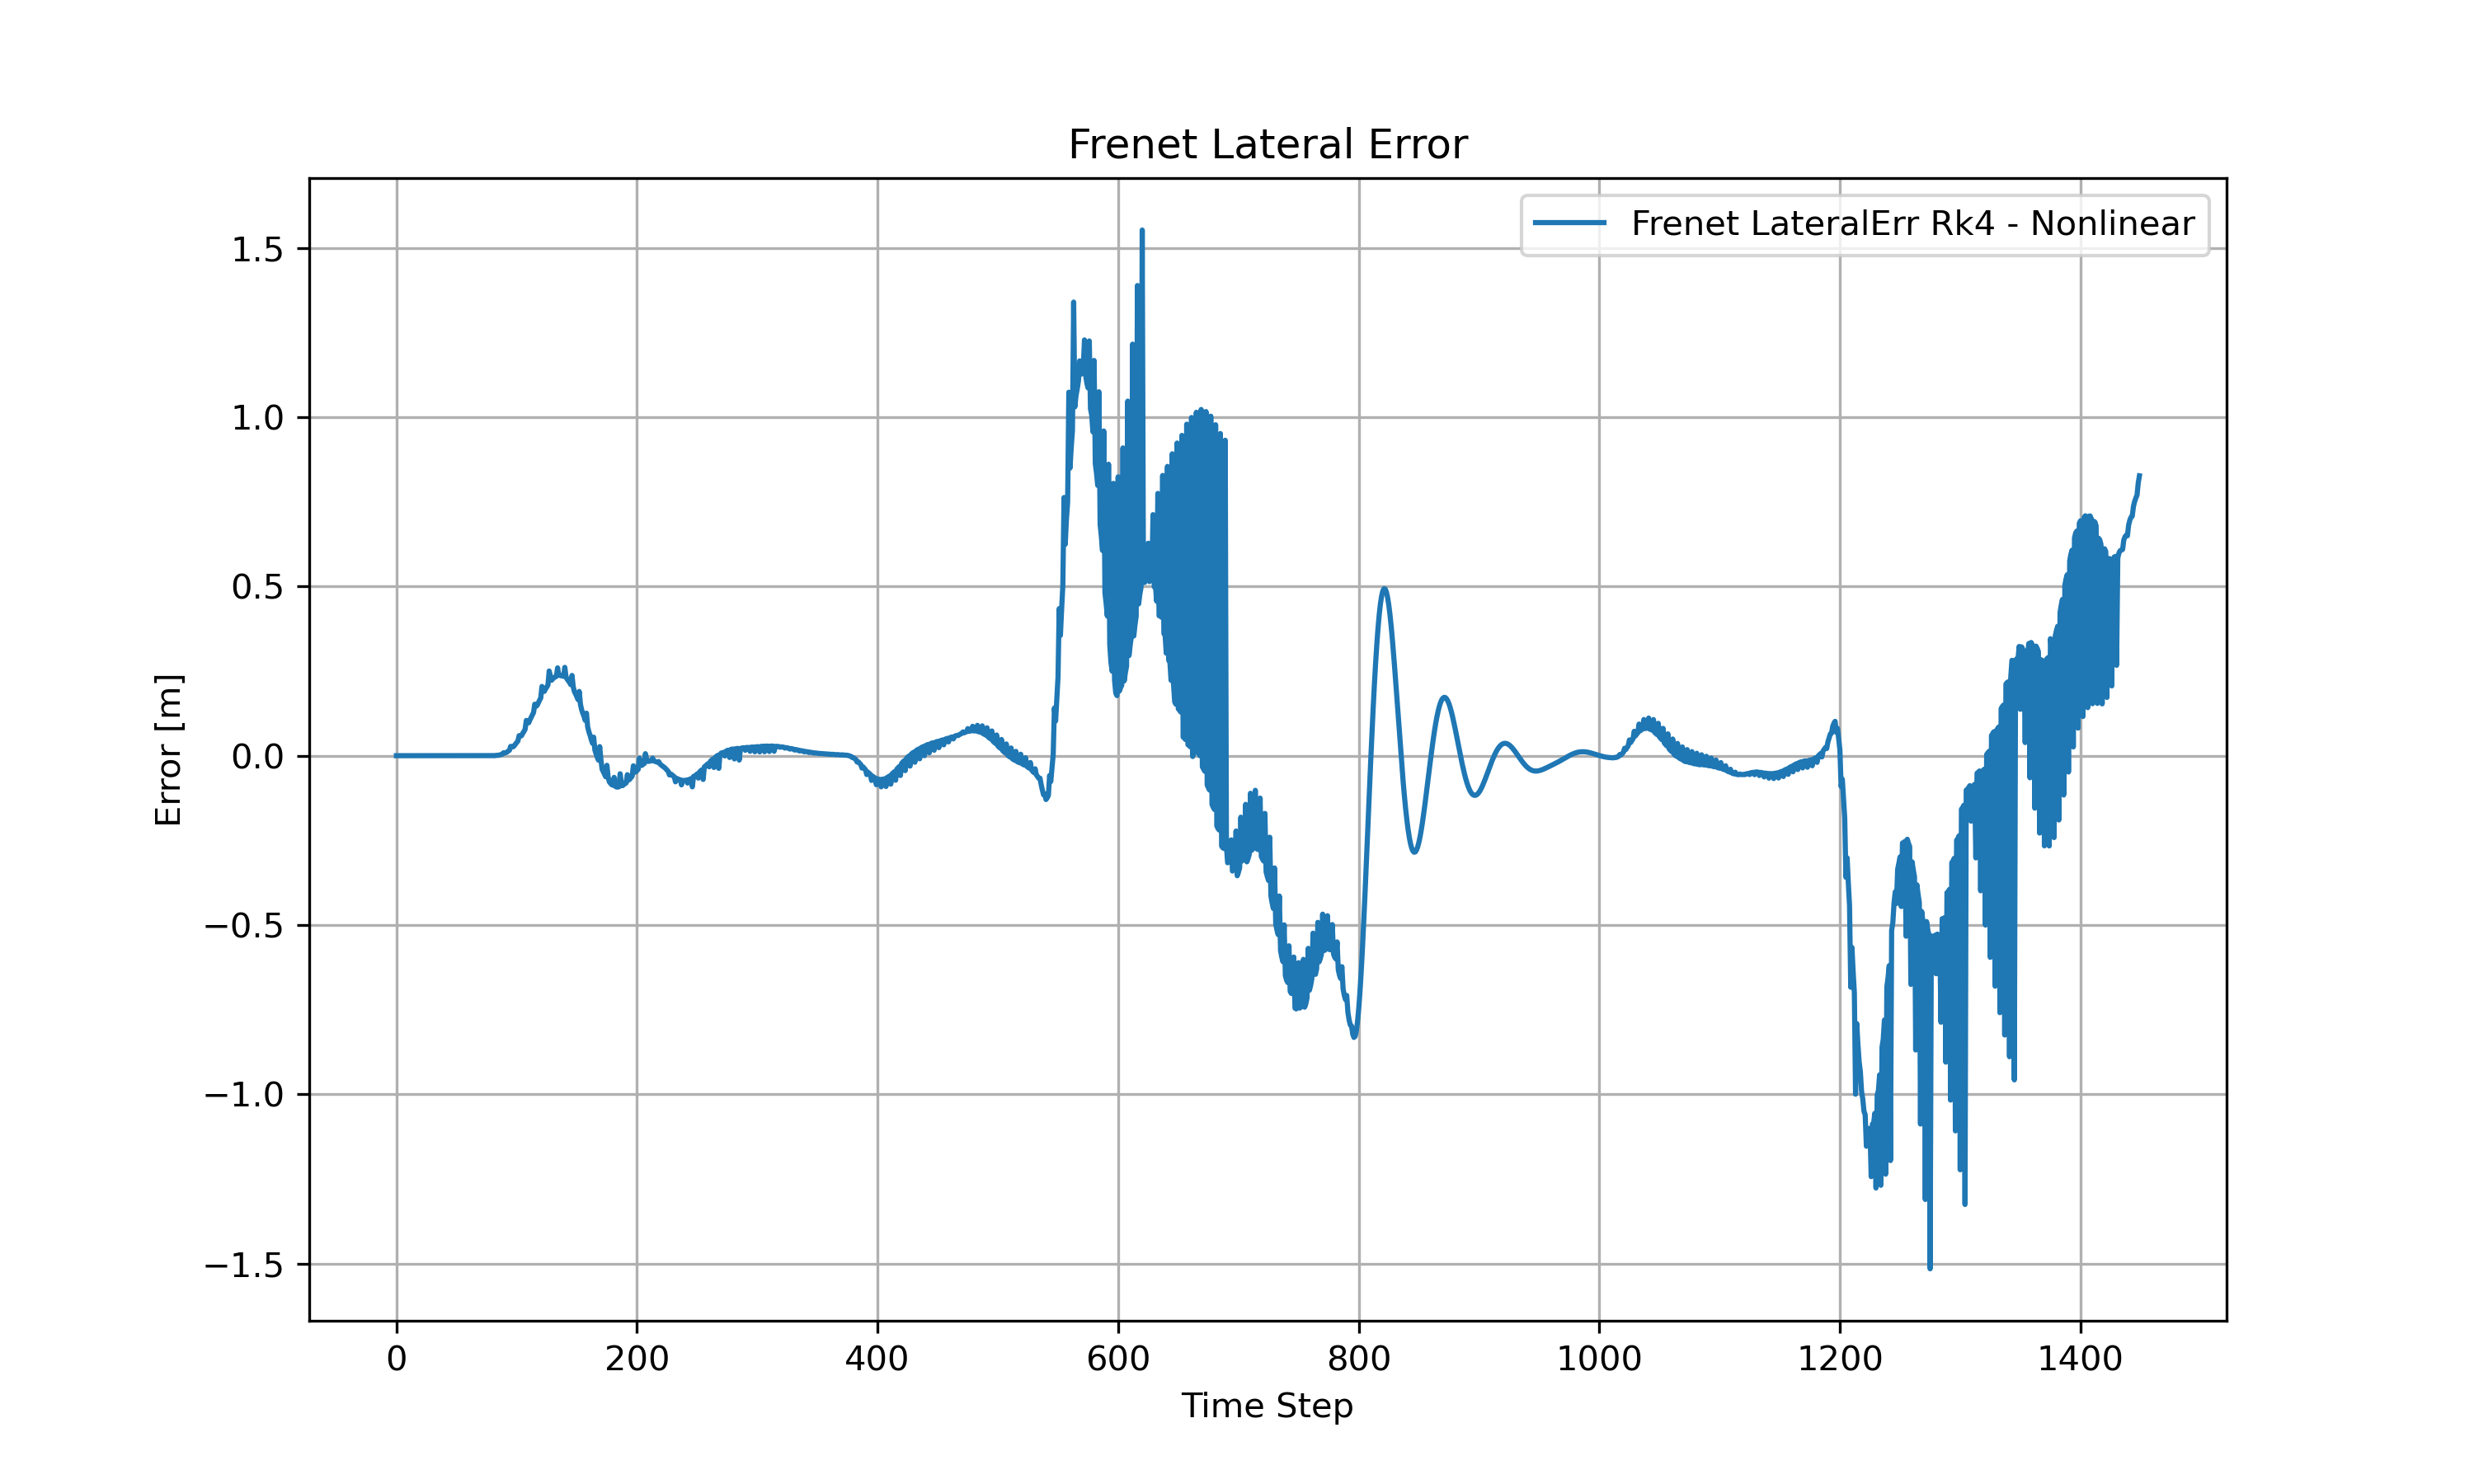 Frenet Lateral Error
Frenet LateralErr Rk4 - Nonlinear
1.5
1.0
0.5
0.0
−0.5
−1.0
−1.5
Error [m]
0 200 400 600 800 1000 1200 1400
Time Step